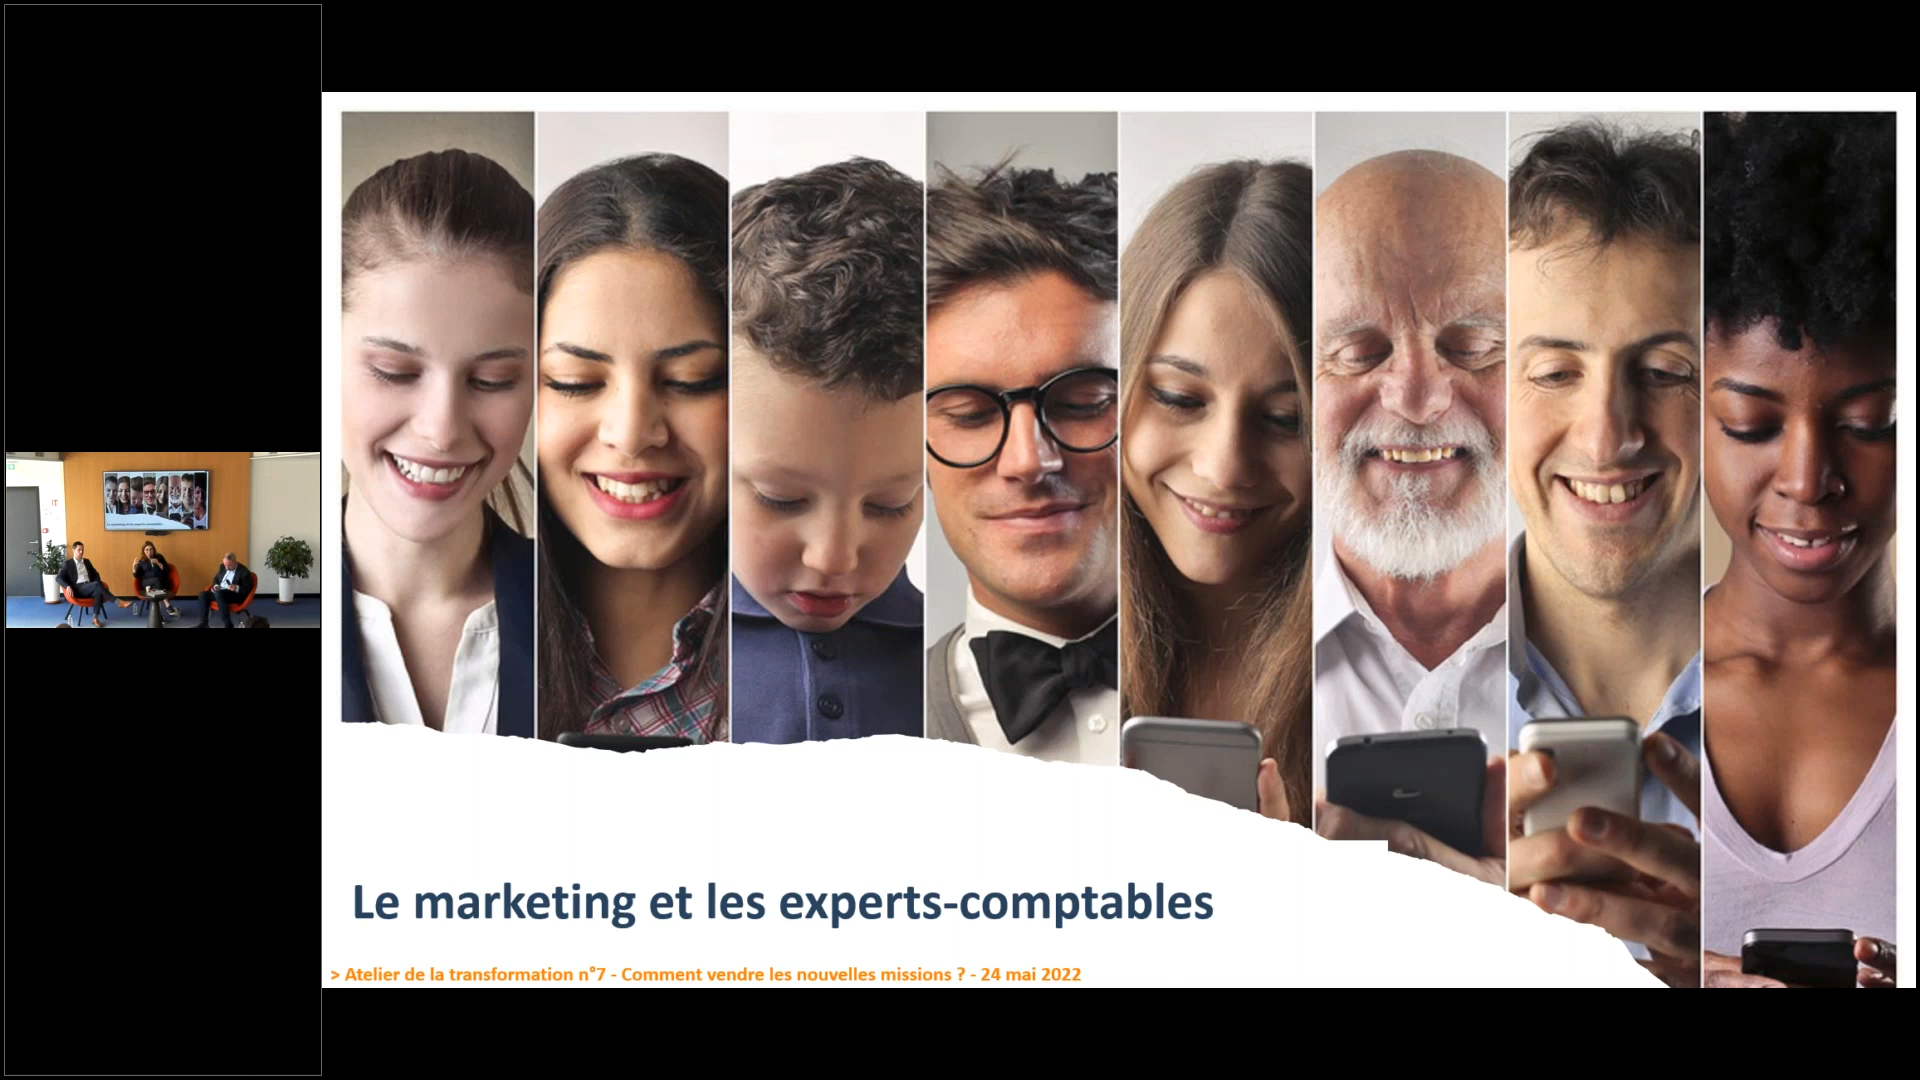 Le marketing et les experts-comptables
> Atelier de la transformation n°7 - Comment vendre les nouvelles missions ? - 24 mai 2022